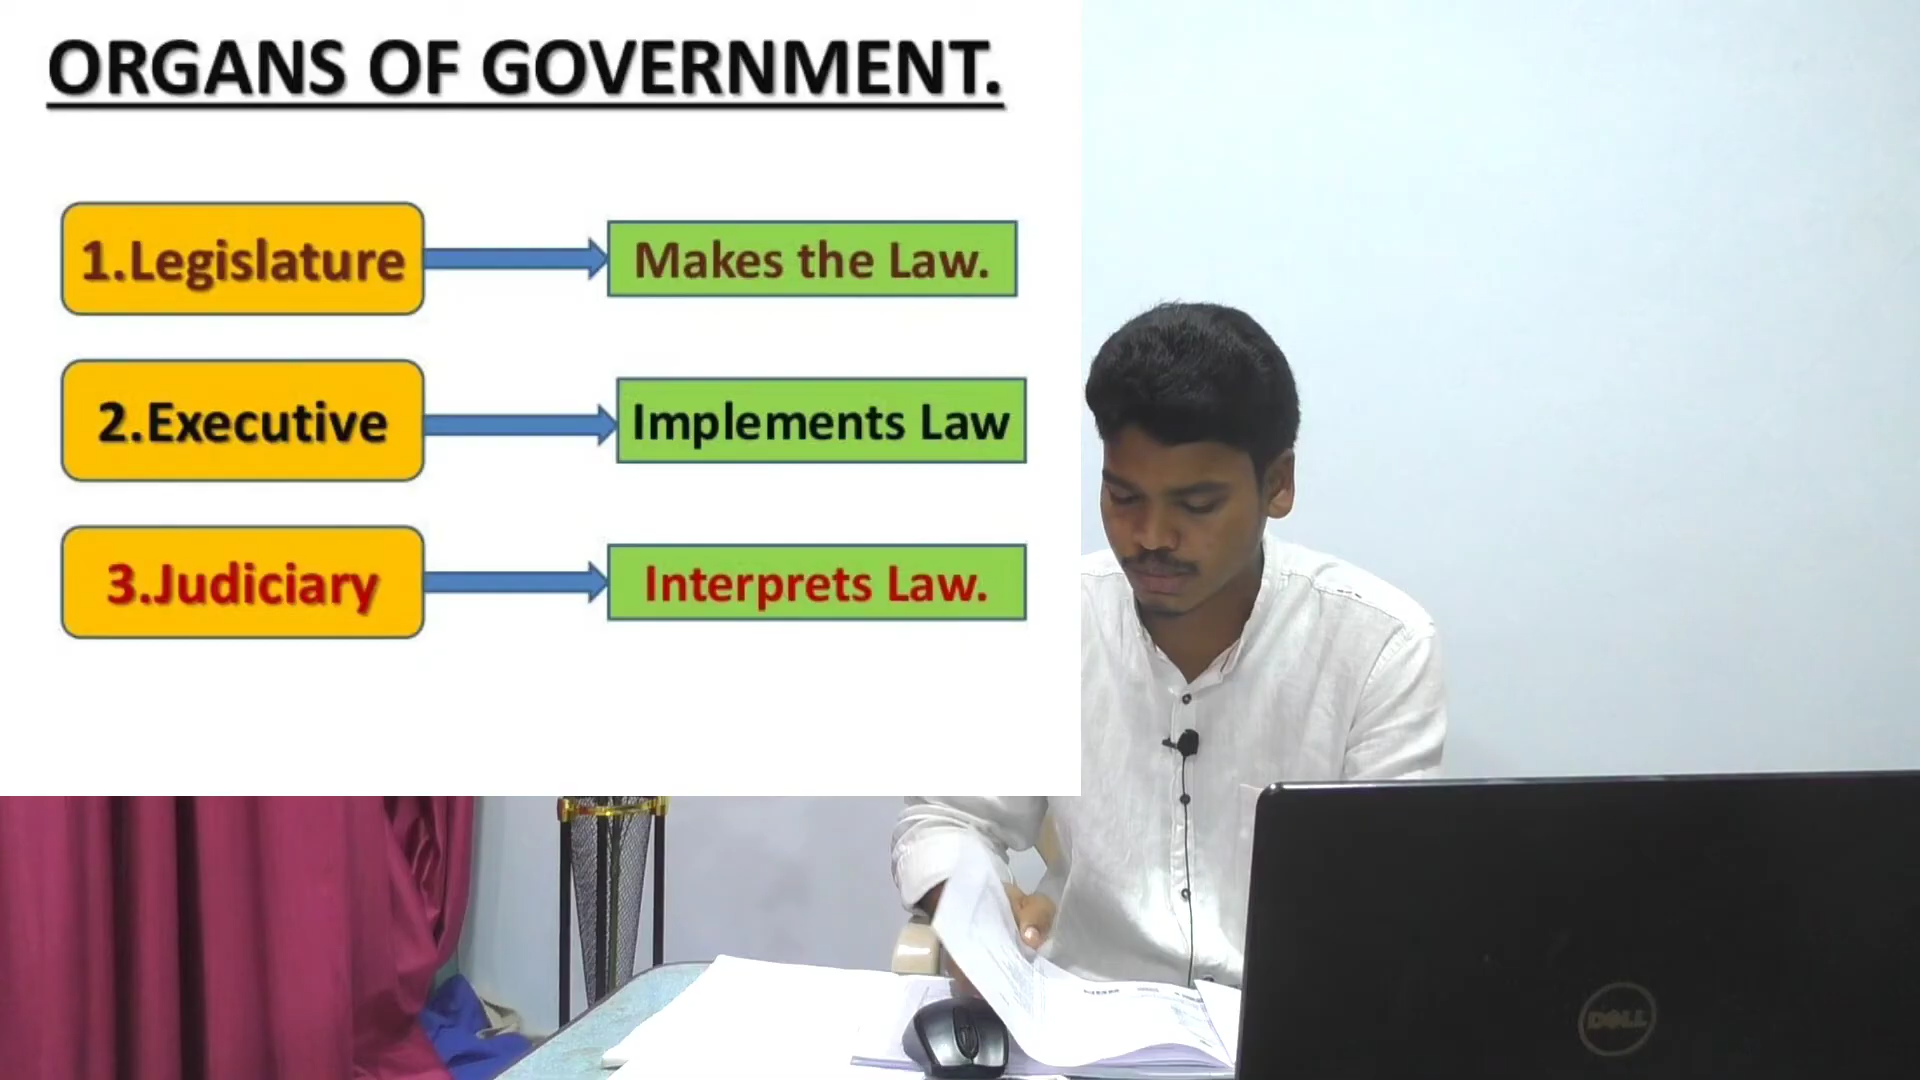 ORGANS OF GOVERNMENT.
1.Legislature
Makes the Law.
2.Executive
Implements Law
3.Judiciary
Interprets Law.
DELL